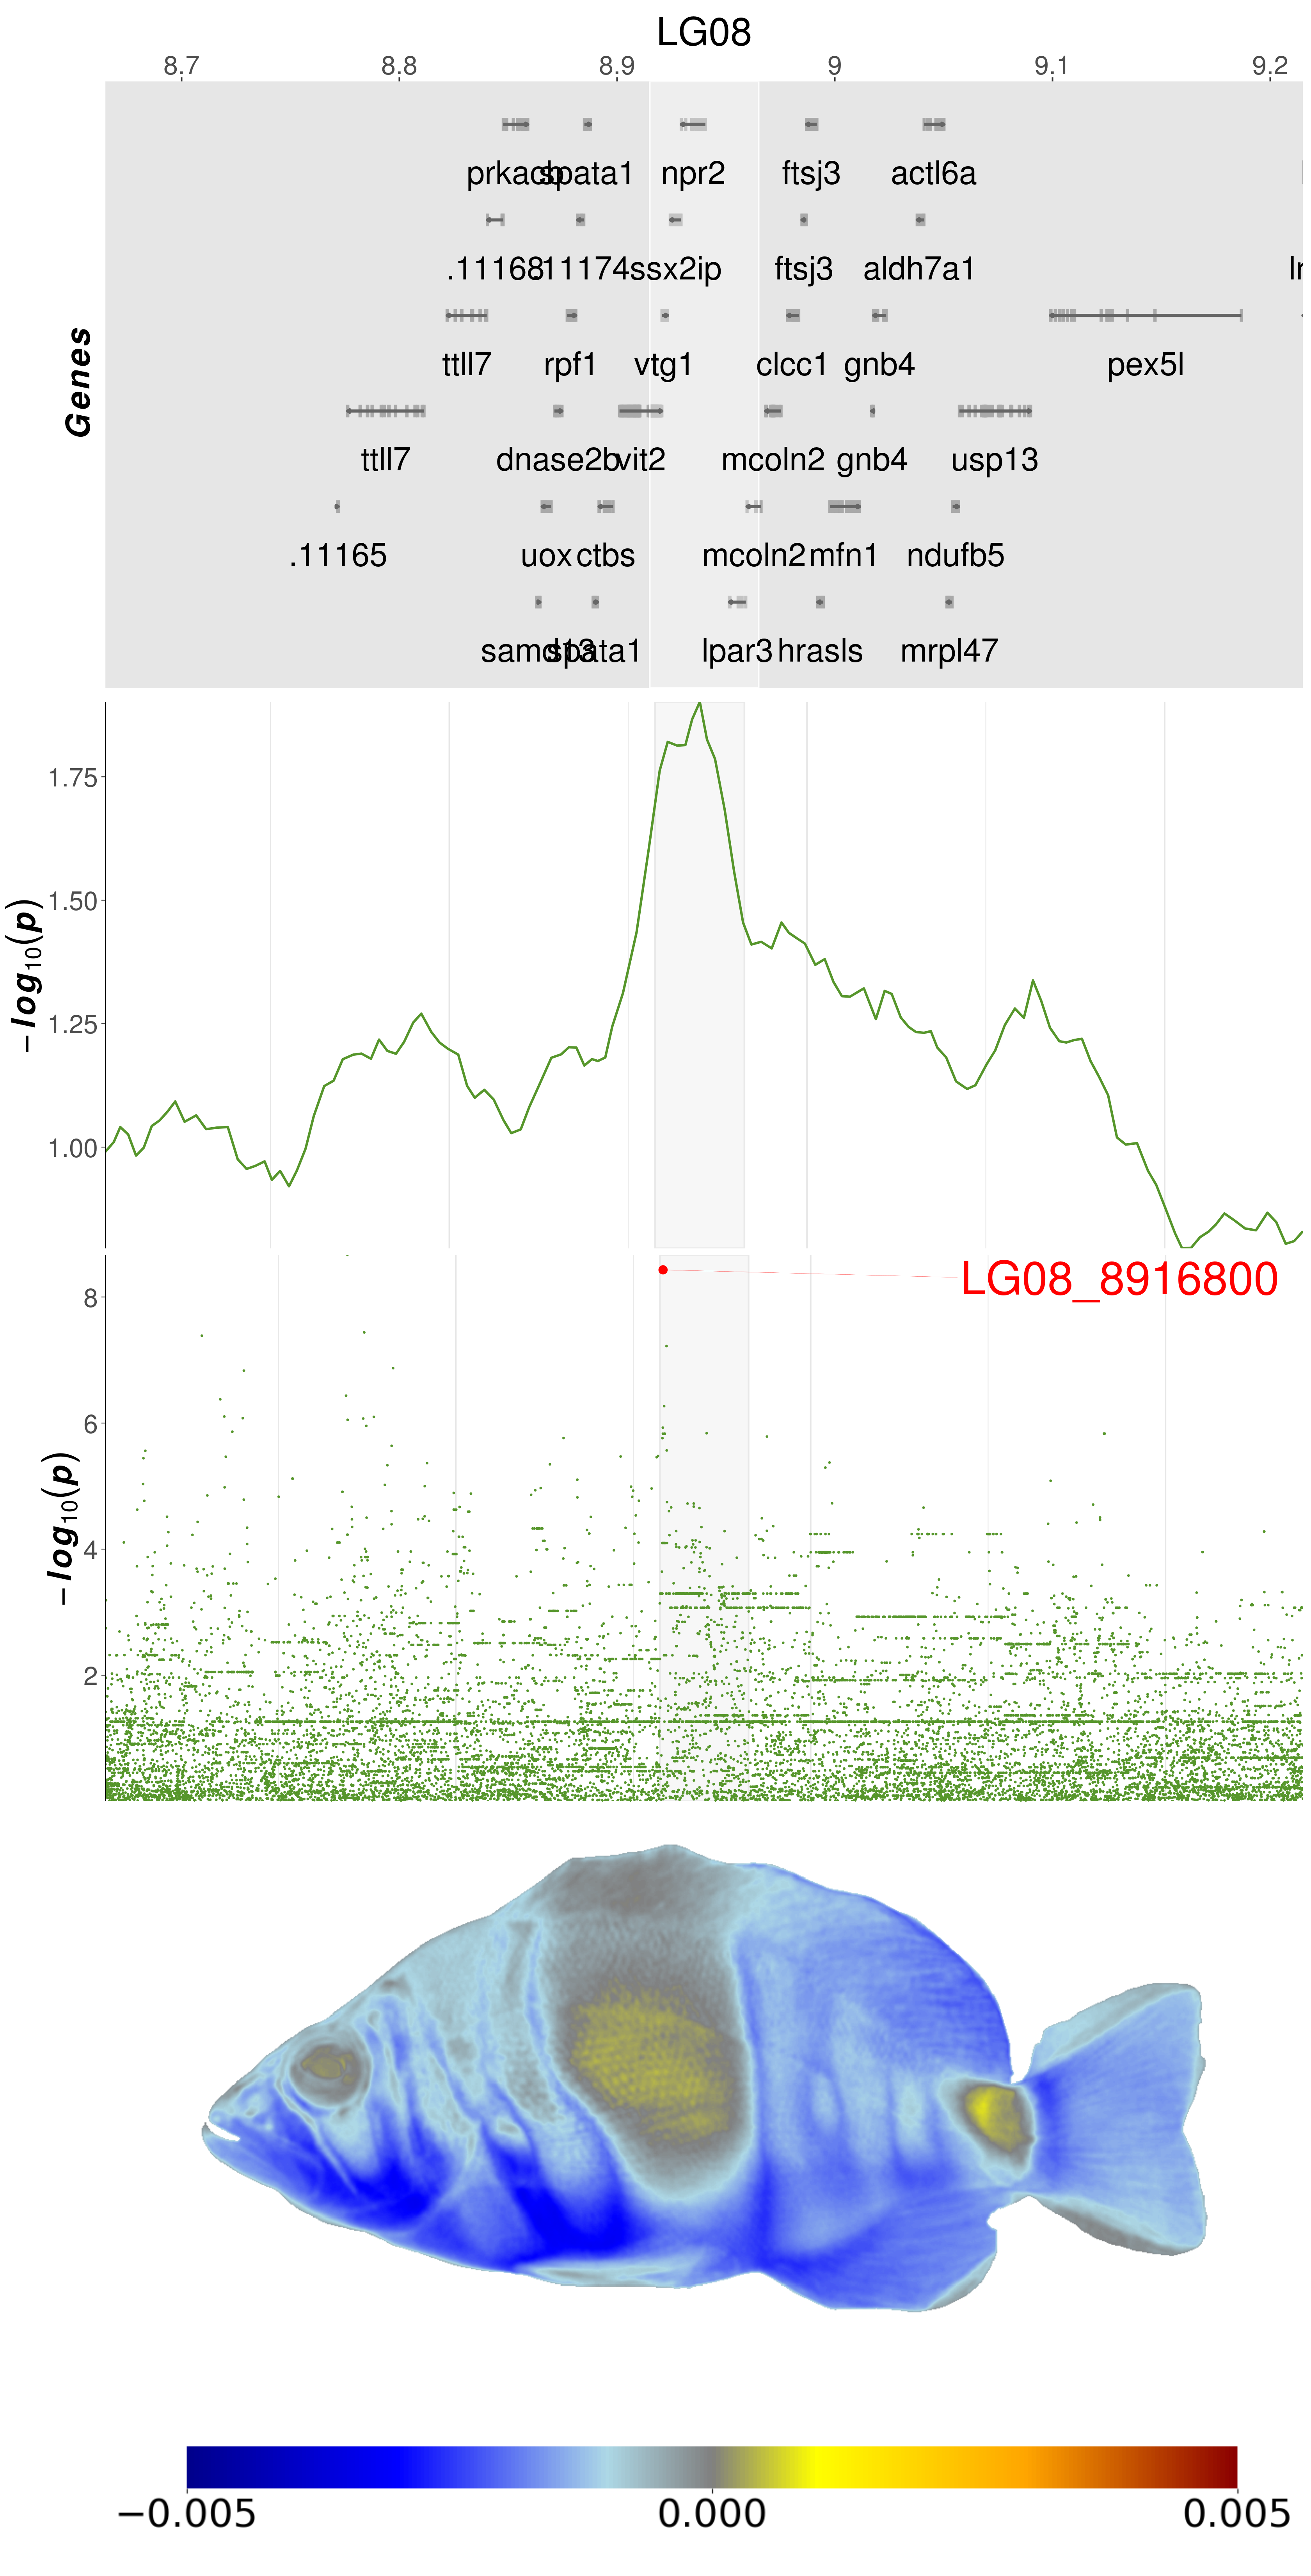 LG08
8.7 8.8 8.9 9 9.1 9.2
Genes
prkacb spata1 npr2 ftsj3 actl6a
.11168 .11174 ssx2ip ftsj3 aldh7a1
ttll7 rpf1 vtg1 clcc1 gnb4 pex5l
ttll7 dnase2b vit2 mcoln2 gnb4 usp13
.11165 uox ctbs mcoln2 mfn1 ndufb5
samd13 spata1 lpar3 hrasls mrpl47
−log10(p)
1.75
1.50
1.25
1.00
−log10(p)
LG08_8916800
8
6
4
2
−0.005 0.000 0.005